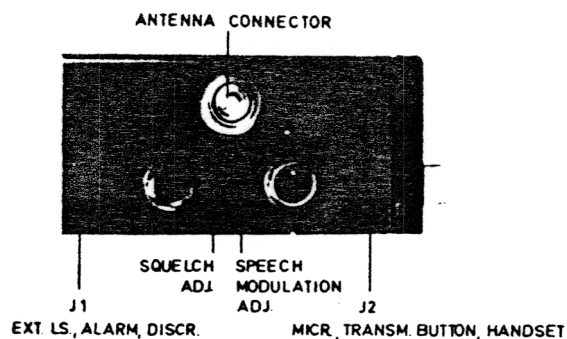 ANTENNA CONNECTOR
SQUELCH ADJ.
SPEECH MODULATION ADJ.
J1
EXT. LS., ALARM, DISCR.
J2
MICR., TRANSM. BUTTON, HANDSET